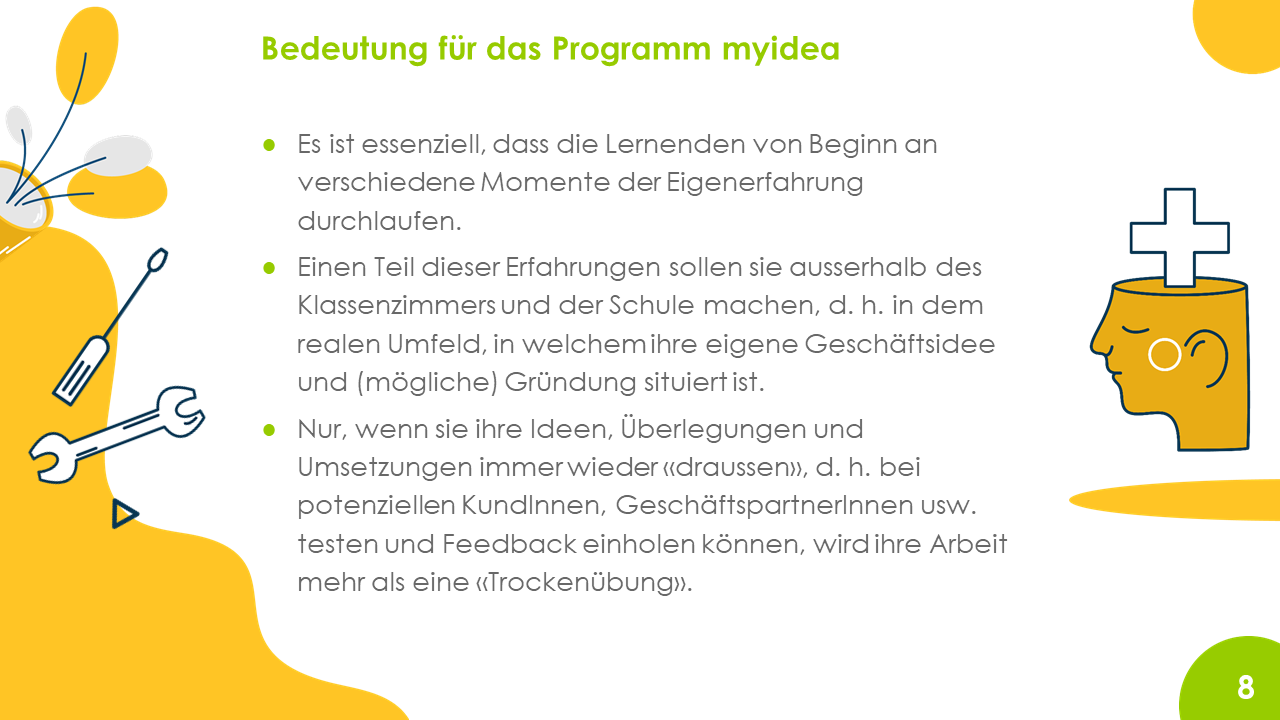 Bedeutung für das Programm myidea
● Es ist essenziell, dass die Lernenden von Beginn an
verschiedene Momente der Eigenerfahrung
durchlaufen.
● Einen Teil dieser Erfahrungen sollen sie ausserhalb des
Klassenzimmers und der Schule machen, d. h. in dem
realen Umfeld, in welchem ihre eigene Geschäftsidee
und (mögliche) Gründung situiert ist.
● Nur, wenn sie ihre Ideen, Überlegungen und
Umsetzungen immer wieder «draussen», d. h. bei
potenziellen KundInnen, GeschäftspartnerInnen usw.
testen und Feedback einholen können, wird ihre Arbeit
mehr als eine «Trockenübung».
8